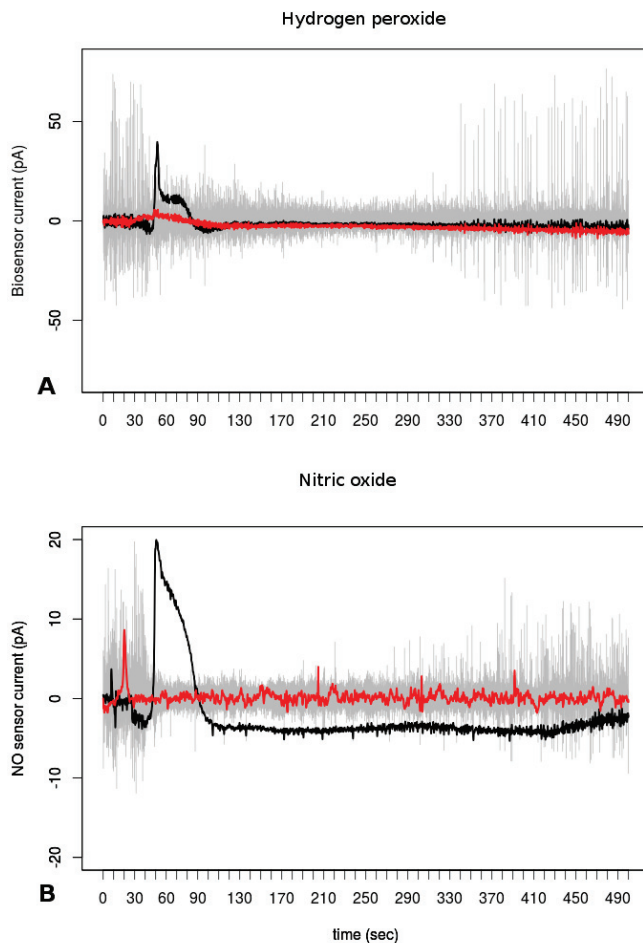 Hydrogen peroxide
Biosensor current (pA)
50
0
-50
A
0 30 60 90 130 170 210 250 290 330 370 410 450 490
Nitric oxide
NO sensor current (pA)
20
10
0
-10
-20
B
0 30 60 90 130 170 210 250 290 330 370 410 450 490
time (sec)